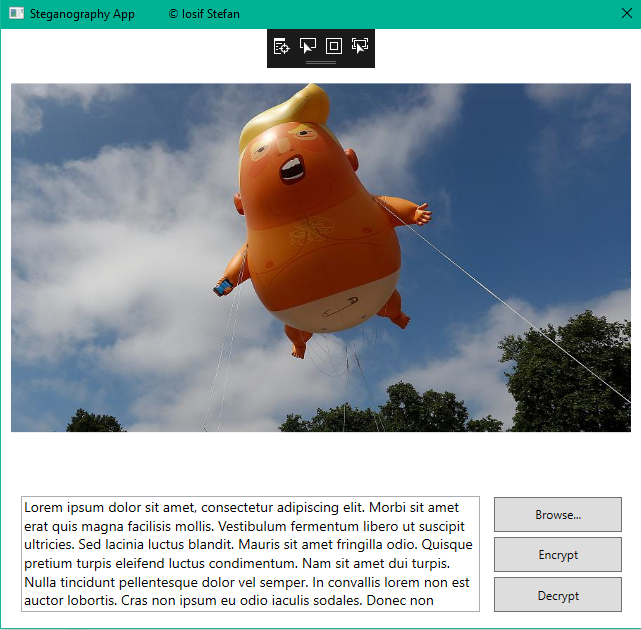 Steganography App © Iosif Stefan
Lorem ipsum dolor sit amet, consectetur adipiscing elit. Morbi sit amet
erat quis magna facilisis mollis. Vestibulum fermentum libero ut suscipit
ultricies. Sed lacinia luctus blandit. Mauris sit amet fringilla odio. Quisque
pretium turpis eleifend luctus condimentum. Nam sit amet dui turpis.
Nulla tincidunt pellentesque dolor vel semper. In convallis lorem non est
auctor lobortis. Cras non ipsum eu odio iaculis sodales. Donec non
Browse...
Encrypt
Decrypt